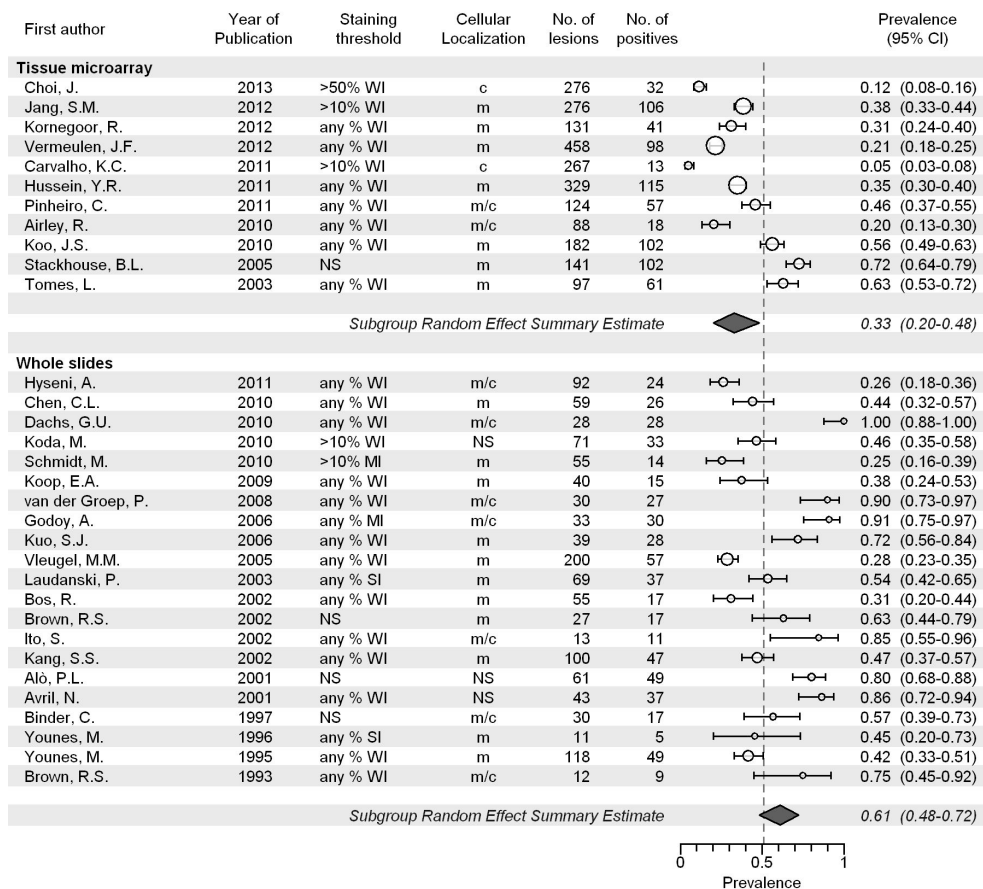 First author Year of Publication Staining threshold Cellular Localization No. of lesions No. of positives Prevalence (95% CI)
Tissue microarray
Choi, J. 2013 >50% WI c 276 32 0.12 (0.08-0.16)
Jang, S.M. 2012 >10% WI m 276 106 0.38 (0.33-0.44)
Kornegoor, R. 2012 any % WI m 131 41 0.31 (0.24-0.40)
Vermeulen, J.F. 2012 any % WI m 458 98 0.21 (0.18-0.25)
Carvalho, K.C. 2011 >10% WI c 267 13 0.05 (0.03-0.08)
Hussein, Y.R. 2011 any % WI m 329 115 0.35 (0.30-0.40)
Pinheiro, C. 2011 any % WI m/c 124 57 0.46 (0.37-0.55)
Airley, R. 2010 any % WI m/c 88 18 0.20 (0.13-0.30)
Koo, J.S. 2010 any % WI m 182 102 0.56 (0.49-0.63)
Stackhouse, B.L. 2005 NS m 141 102 0.72 (0.64-0.79)
Tomes, L. 2003 any % WI m 97 61 0.63 (0.53-0.72)
Subgroup Random Effect Summary Estimate 0.33 (0.20-0.48)
Whole slides
Hyseni, A. 2011 any % WI m/c 92 24 0.26 (0.18-0.36)
Chen, C.L. 2010 any % WI m 59 26 0.44 (0.32-0.57)
Dachs, G.U. 2010 any % WI m/c 28 28 1.00 (0.88-1.00)
Koda, M. 2010 >10% WI NS 71 33 0.46 (0.35-0.58)
Schmidt, M. 2010 >10% MI m 55 14 0.25 (0.16-0.39)
Koop, E.A. 2009 any % WI m 40 15 0.38 (0.24-0.53)
van der Groep, P. 2008 any % WI m/c 30 27 0.90 (0.73-0.97)
Godoy, A. 2006 any % MI m/c 33 30 0.91 (0.75-0.97)
Kuo, S.J. 2006 any % WI m 39 28 0.72 (0.56-0.84)
Vleugel, M.M. 2005 any % WI m 200 57 0.28 (0.23-0.35)
Laudanski, P. 2003 any % SI m 69 37 0.54 (0.42-0.65)
Bos, R. 2002 any % WI m 55 17 0.31 (0.20-0.44)
Brown, R.S. 2002 NS m 27 17 0.63 (0.44-0.79)
Ito, S. 2002 any % WI m/c 13 11 0.85 (0.55-0.96)
Kang, S.S. 2002 any % WI m 100 47 0.47 (0.37-0.57)
Alò, P.L. 2001 NS NS 61 49 0.80 (0.68-0.88)
Avril, N. 2001 any % WI NS 43 37 0.86 (0.72-0.94)
Binder, C. 1997 NS m/c 30 17 0.57 (0.39-0.73)
Younes, M. 1996 any % SI m 11 5 0.45 (0.20-0.73)
Younes, M. 1995 any % WI m 118 49 0.42 (0.33-0.51)
Brown, R.S. 1993 any % WI m/c 12 9 0.75 (0.45-0.92)
Subgroup Random Effect Summary Estimate 0.61 (0.48-0.72)
0 0.5 1
Prevalence